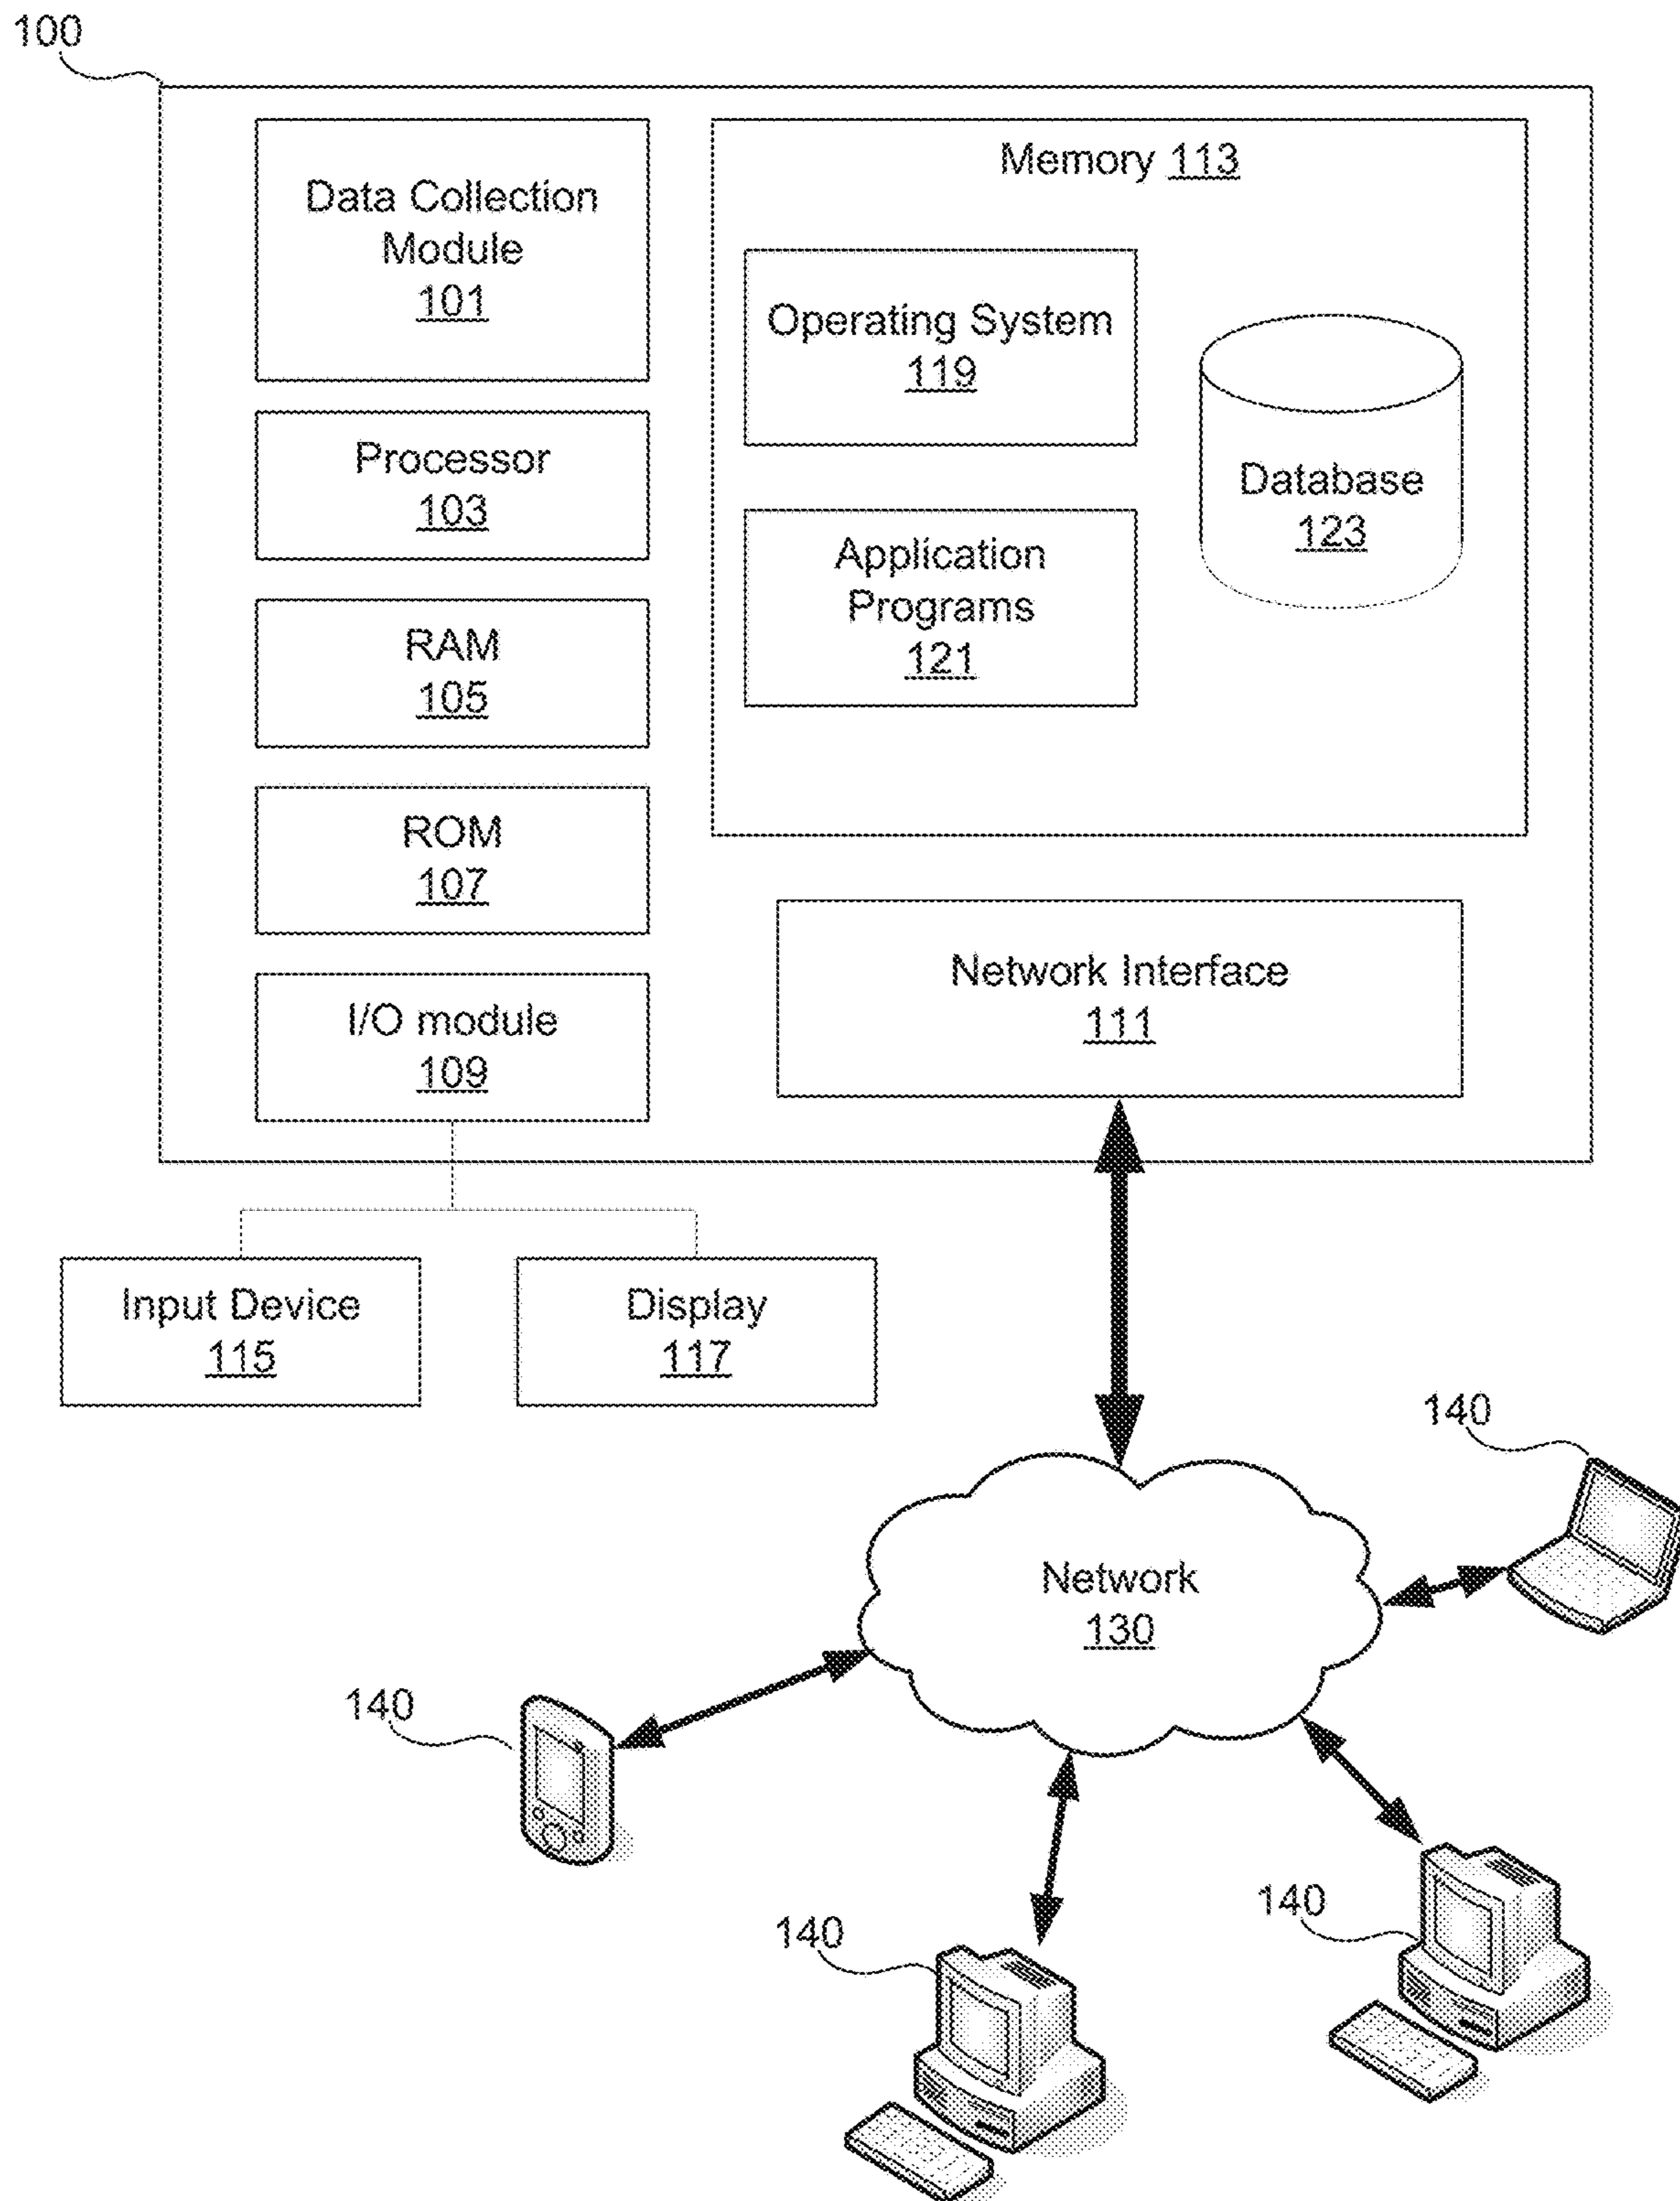 100
Data Collection
Module
101
Processor
103
RAM
105
ROM
107
I/O module
109
Memory 113
Operating System
119
Application
Programs
121
Database
123
Network Interface
111
Input Device
115
Display
117
140
Network
130
140
140
140